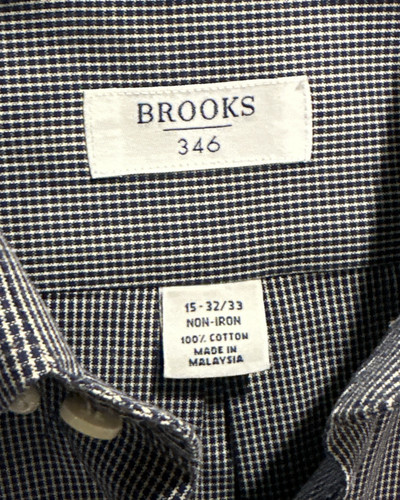 BROOKS
346
15-32/33
NON-IRON
100% COTTON
MADE IN
MALAYSIA